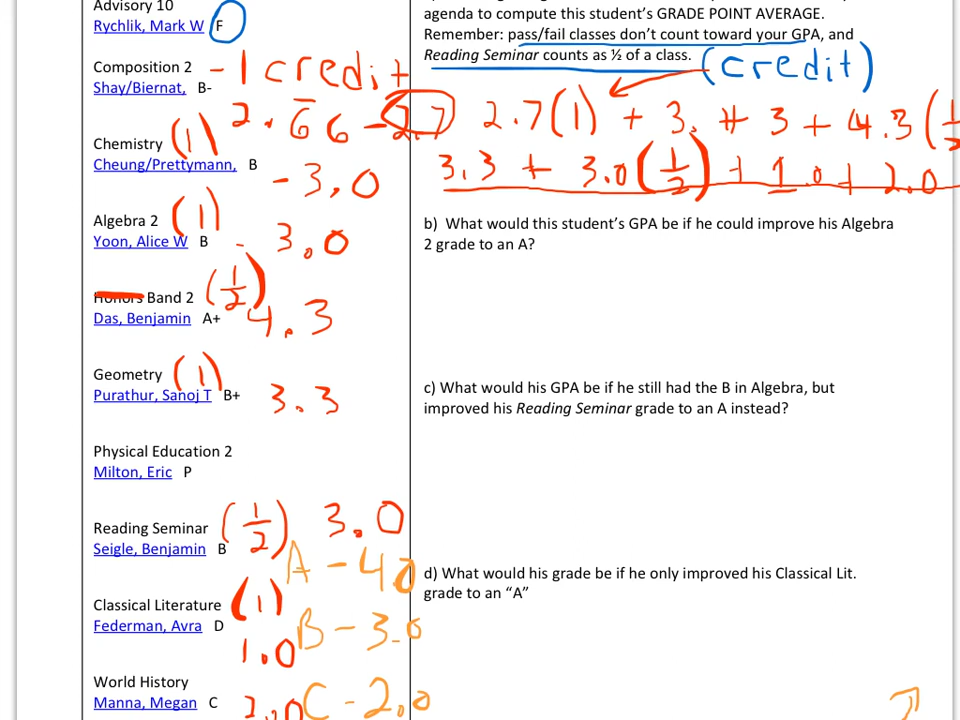 Advisory 10
Rychlik, Mark W F
Composition 2 - 1 credit
Shay/Biernat, B-
2.66 - 2.7
Chemistry (1)
Cheung/Prettymann, B
- 3.0
Algebra 2 (1)
Yoon, Alice W B - 3.0
Honors Band 2 (1/2)
Das, Benjamin A+ 4.3
Geometry (1)
Purathur, Sanoj T B+ 3.3
Physical Education 2
Milton, Eric P
Reading Seminar (1/2) 3.0
Seigle, Benjamin B
A - 4.0
Classical Literature (1)
Federman, Avra D
B - 3.0
1.0
World History
Manna, Megan C
2.0
C - 2.0
agenda to compute this student's GRADE POINT AVERAGE.
Remember: pass/fail classes don't count toward your GPA, and
Reading Seminar counts as ½ of a class. (credit)
2.7(1) + 3. + 3 + 4.3(
3.3 + 3.0(1/2) + 1.0 + 2.0
b) What would this student's GPA be if he could improve his Algebra
2 grade to an A?
c) What would his GPA be if he still had the B in Algebra, but
improved his Reading Seminar grade to an A instead?
d) What would his grade be if he only improved his Classical Lit.
grade to an "A"